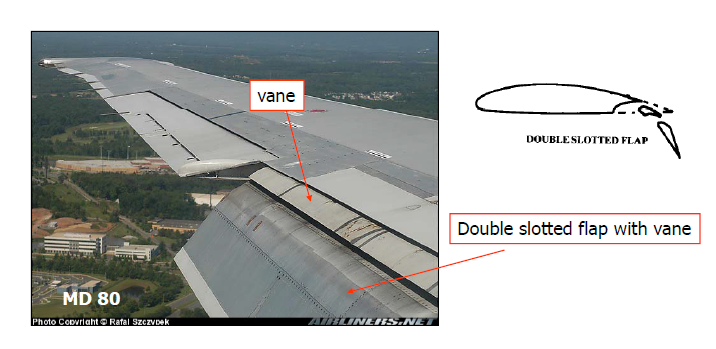 vane
DOUBLE SLOTTED FLAP
Double slotted flap with vane
MD 80
Photo Copyright © Rafal Szczypek
AIRLINERS.NET